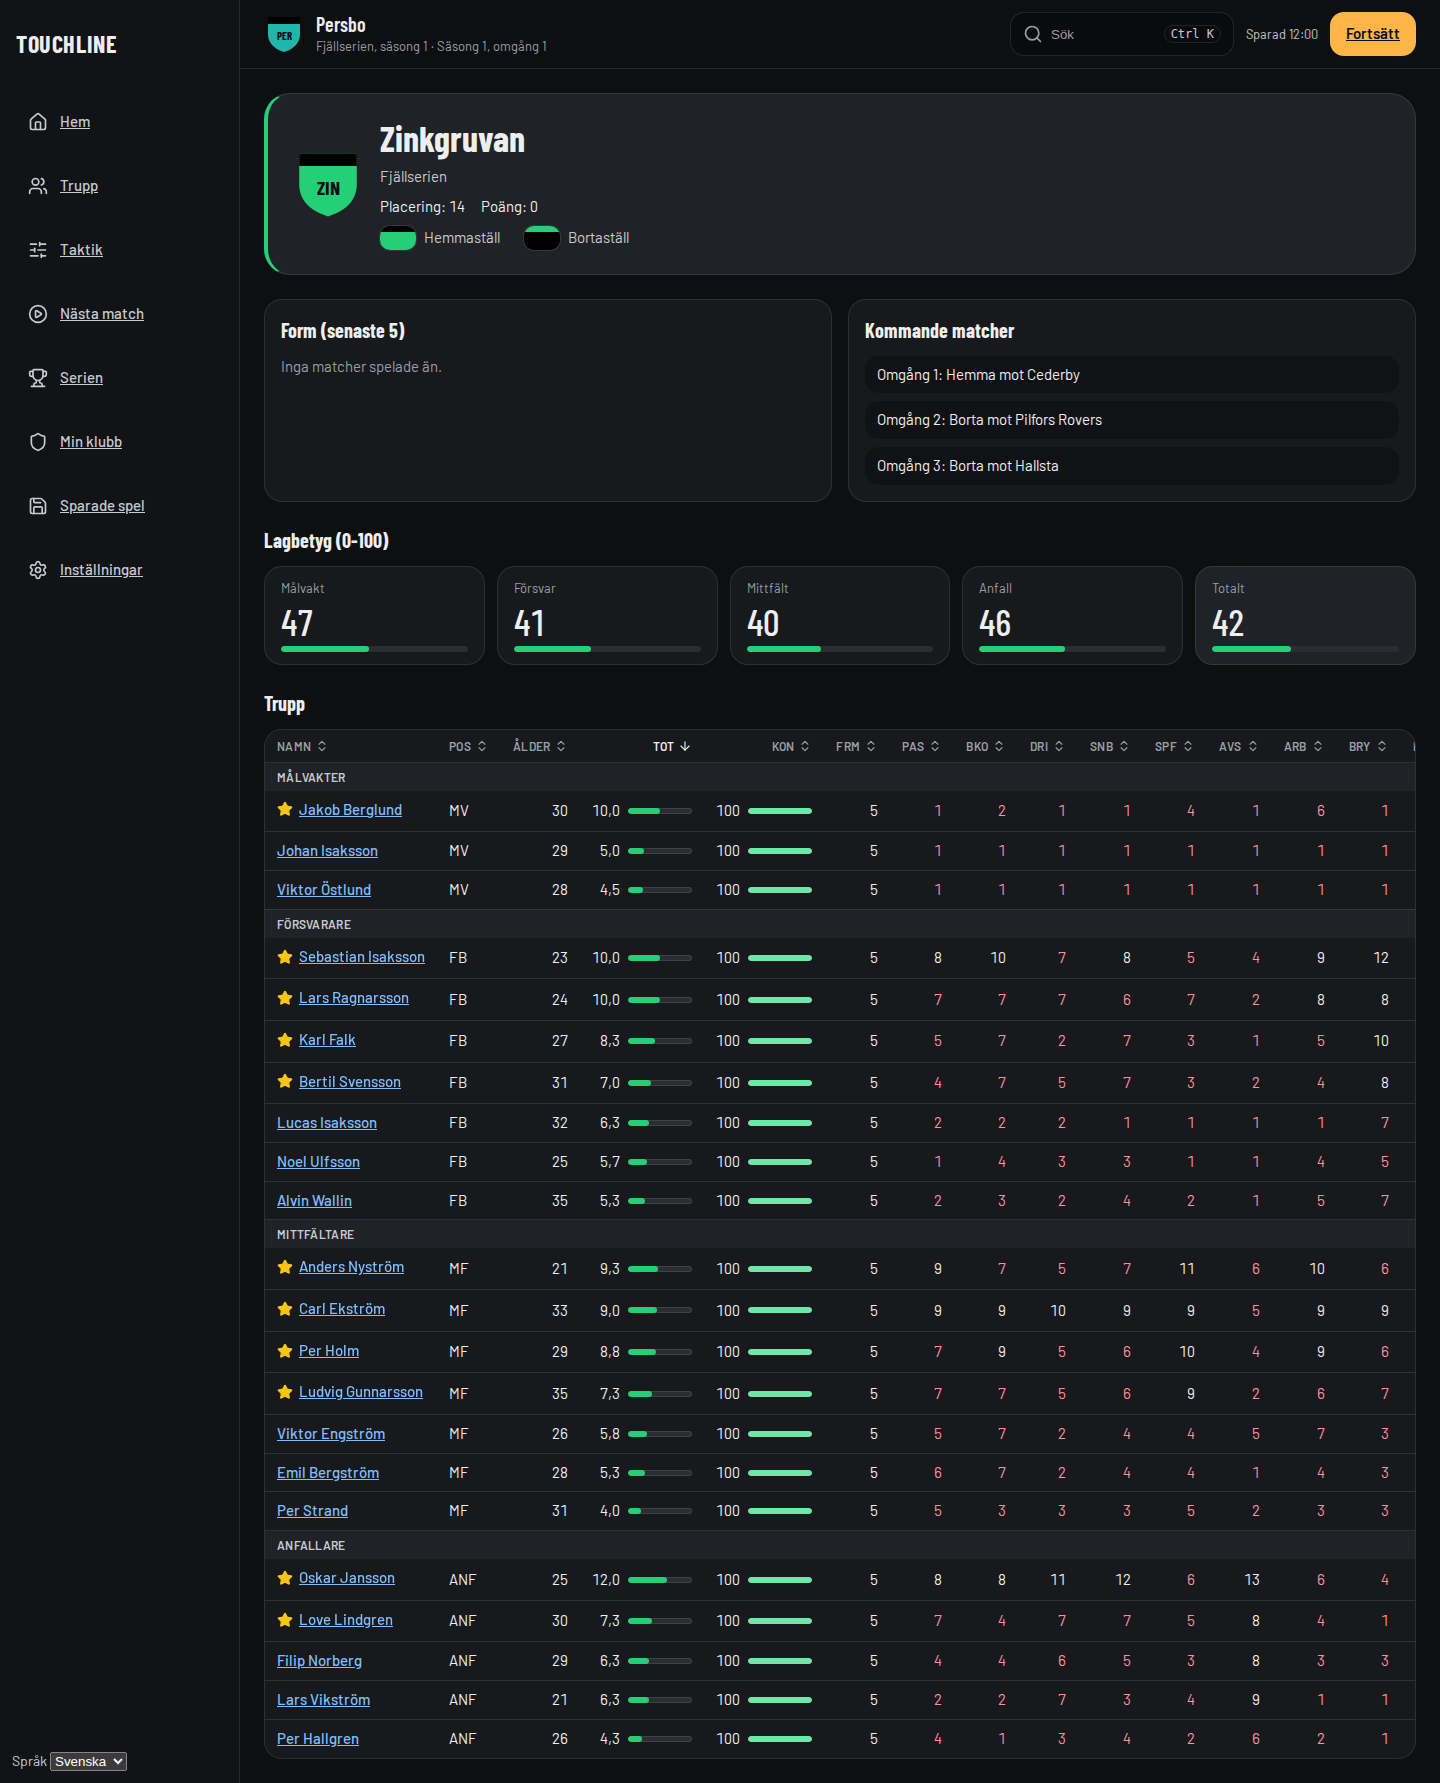 TOUCHLINE
Hem
Trupp
Taktik
Nästa match
Serien
Min klubb
Sparade spel
Inställningar
Språk Svenska
PER
Persbo
Fjällserien, säsong 1 · Säsong 1, omgång 1
Sök Ctrl K
Sparad 12:00
Fortsätt
ZIN
Zinkgruvan
Fjällserien
Placering: 14 Poäng: 0
Hemmaställ Bortaställ
Form (senaste 5)
Inga matcher spelade än.
Kommande matcher
Omgång 1: Hemma mot Cederby
Omgång 2: Borta mot Pilfors Rovers
Omgång 3: Borta mot Hallsta
Lagbetyg (0-100)
Målvakt Försvar Mittfält Anfall Totalt
47 41 40 46 42
Trupp
NAMN POS ÅLDER TOT KON FRM PAS BKO DRI SNB SPF AVS ARB BRY
MÅLVAKTER
Jakob Berglund MV 30 10,0 100 5 1 2 1 1 4 1 6 1
Johan Isaksson MV 29 5,0 100 5 1 1 1 1 1 1 1 1
Viktor Östlund MV 28 4,5 100 5 1 1 1 1 1 1 1 1
FÖRSVARARE
Sebastian Isaksson FB 23 10,0 100 5 8 10 7 8 5 4 9 12
Lars Ragnarsson FB 24 10,0 100 5 7 7 7 6 7 2 8 8
Karl Falk FB 27 8,3 100 5 5 7 2 7 3 1 5 10
Bertil Svensson FB 31 7,0 100 5 4 7 5 7 3 2 4 8
Lucas Isaksson FB 32 6,3 100 5 2 2 2 1 1 1 1 7
Noel Ulfsson FB 25 5,7 100 5 1 4 3 3 1 1 4 5
Alvin Wallin FB 35 5,3 100 5 2 3 2 4 2 1 5 7
MITTFÄLTARE
Anders Nyström MF 21 9,3 100 5 9 7 5 7 11 6 10 6
Carl Ekström MF 33 9,0 100 5 9 9 10 9 9 5 9 9
Per Holm MF 29 8,8 100 5 7 9 5 6 10 4 9 6
Ludvig Gunnarsson MF 35 7,3 100 5 7 7 5 6 9 2 6 7
Viktor Engström MF 26 5,8 100 5 5 7 2 4 4 5 7 3
Emil Bergström MF 28 5,3 100 5 6 7 2 4 4 1 4 3
Per Strand MF 31 4,0 100 5 5 3 3 3 5 2 3 3
ANFALLARE
Oskar Jansson ANF 25 12,0 100 5 8 8 11 12 6 13 6 4
Love Lindgren ANF 30 7,3 100 5 7 4 7 7 5 8 4 1
Filip Norberg ANF 29 6,3 100 5 4 4 6 5 3 8 3 3
Lars Vikström ANF 21 6,3 100 5 2 2 7 3 4 9 1 1
Per Hallgren ANF 26 4,3 100 5 4 1 3 4 2 6 2 1